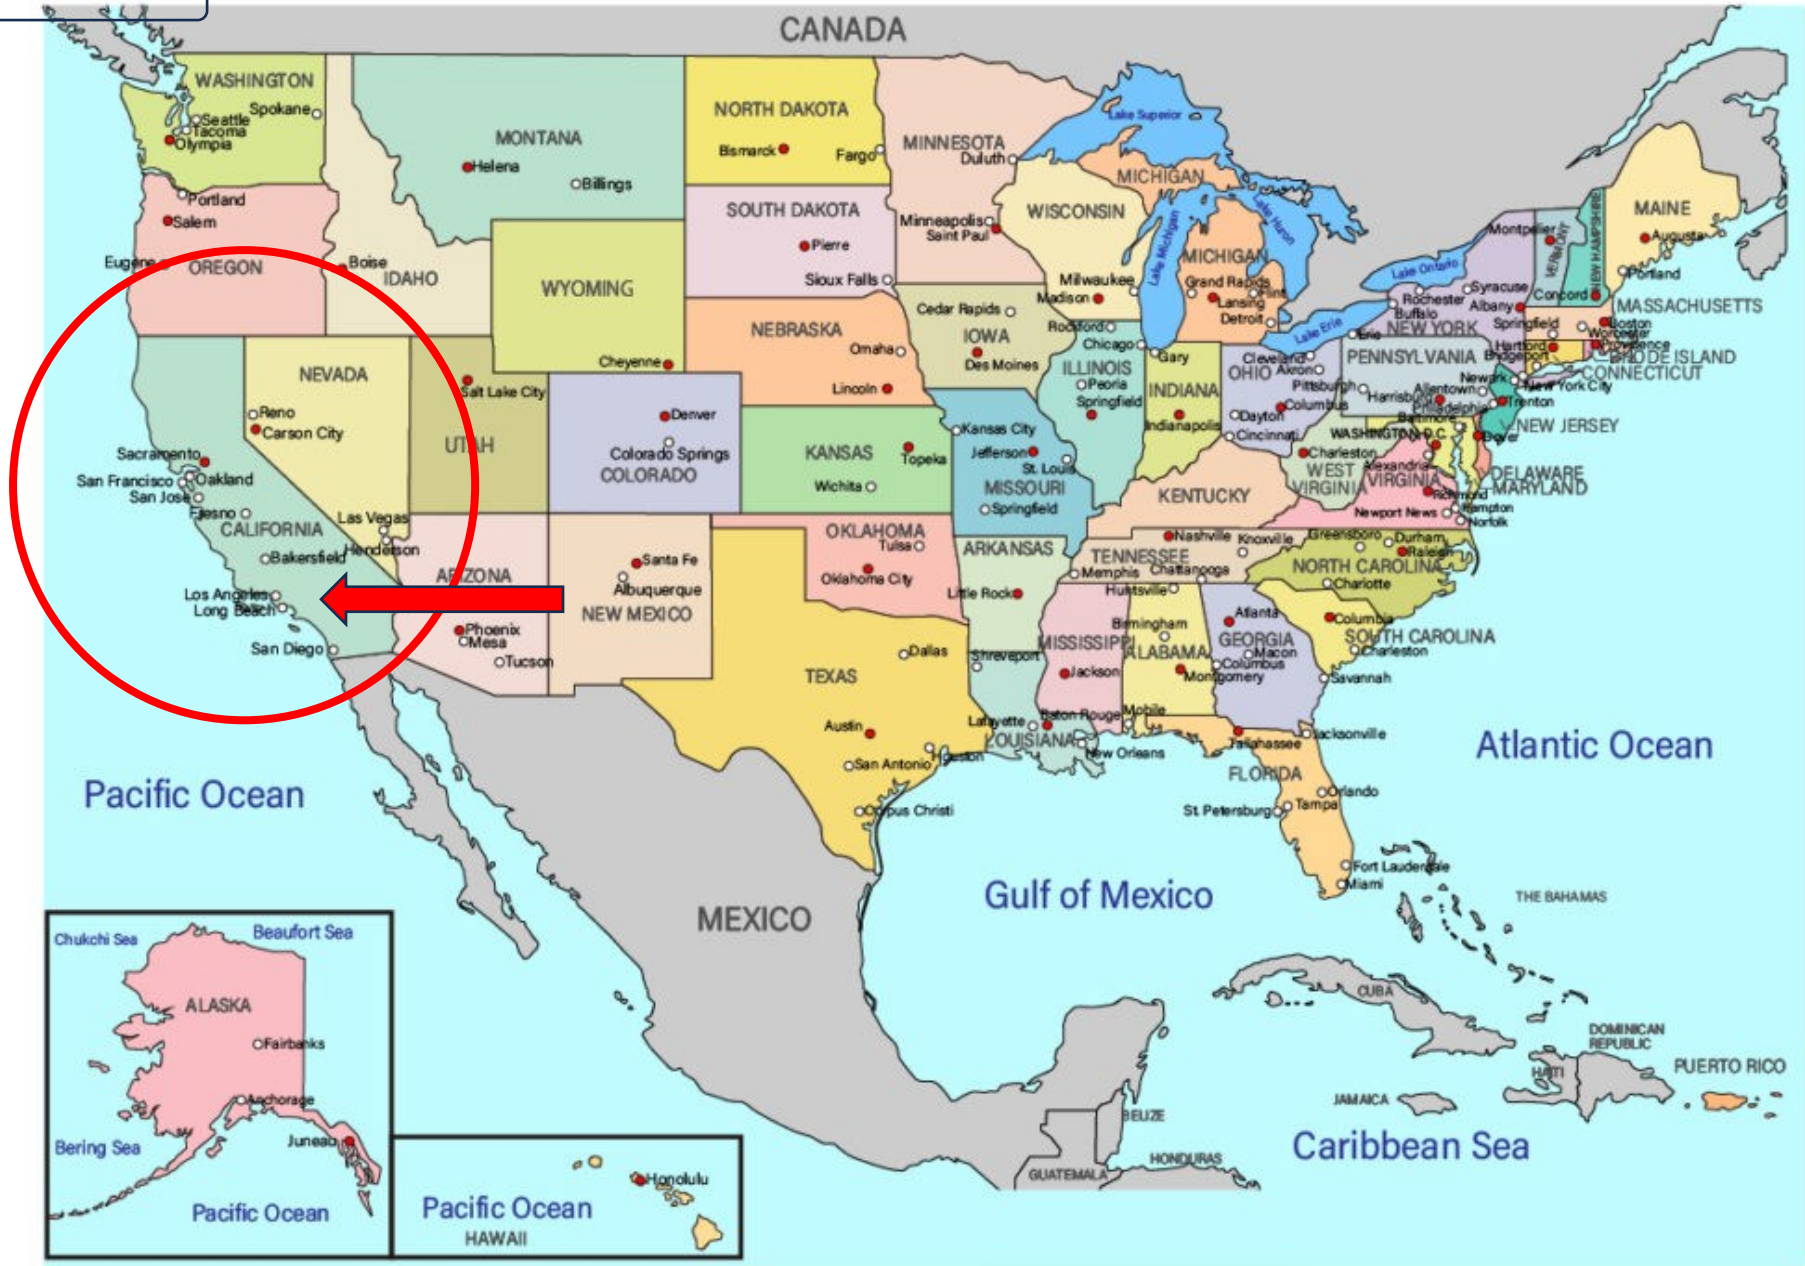 CANADA
WASHINGTON
Seattle
Spokane
Tacoma
Olympia
MONTANA
Helena
Billings
NORTH DAKOTA
Bismarck
Fargo
MINNESOTA
Duluth
Minneapolis
Saint Paul
Lake Superior
MICHIGAN
Portland
Salem
Eugene
OREGON
Boise
IDAHO
WYOMING
Cheyenne
SOUTH DAKOTA
Pierre
Sioux Falls
WISCONSIN
Milwaukee
Madison
Lake Michigan
Lake Huron
MICHIGAN
Grand Rapids
Flint
Lansing
Detroit
Lake Ontario
Lake Erie
Montpelier
VERMONT
NEW HAMPSHIRE
Concord
MAINE
Augusta
Portland
MASSACHUSETTS
Boston
Worcester
Springfield
Providence
RHODE ISLAND
Hartford
Bridgeport
CONNECTICUT
Syracuse
Rochester
Buffalo
Albany
NEW YORK
New York City
Erie
PENNSYLVANIA
Pittsburgh
Harrisburg
Allentown
Philadelphia
Newark
Trenton
NEW JERSEY
NEBRASKA
Omaha
Lincoln
Cedar Rapids
IOWA
Des Moines
Rockford
Chicago
ILLINOIS
Peoria
Springfield
Gary
INDIANA
Indianapolis
Cleveland
OHIO
Akron
Columbus
Dayton
Cincinnati
Baltimore
WASHINGTON D.C.
Dover
DELAWARE
MARYLAND
Charleston
WEST
VIRGINIA
Alexandria
VIRGINIA
Richmond
Newport News
Hampton
Norfolk
NEVADA
Reno
Carson City
Las Vegas
Henderson
Salt Lake City
UTAH
Denver
Colorado Springs
COLORADO
KANSAS
Topeka
Wichita
Kansas City
Jefferson
St. Louis
MISSOURI
Springfield
KENTUCKY
Sacramento
San Francisco
Oakland
San Jose
Fresno
CALIFORNIA
Bakersfield
Los Angeles
Long Beach
San Diego
ARIZONA
Phoenix
Mesa
Tucson
Santa Fe
Albuquerque
NEW MEXICO
OKLAHOMA
Tulsa
Oklahoma City
ARKANSAS
Little Rock
TENNESSEE
Nashville
Knoxville
Memphis
Chattanooga
Greensboro
Durham
Raleigh
NORTH CAROLINA
Charlotte
Columbia
SOUTH CAROLINA
Charleston
Huntsville
Birmingham
ALABAMA
Montgomery
Mobile
Atlanta
GEORGIA
Macon
Columbus
Savannah
MISSISSIPPI
Jackson
Shreveport
Lafayette
Baton Rouge
LOUISIANA
New Orleans
TEXAS
Dallas
Austin
Houston
San Antonio
Corpus Christi
Tallahassee
Jacksonville
FLORIDA
Orlando
Tampa
St. Petersburg
Fort Lauderdale
Miami
Pacific Ocean
Atlantic Ocean
Gulf of Mexico
MEXICO
THE BAHAMAS
CUBA
DOMINICAN
REPUBLIC
HAITI
PUERTO RICO
JAMAICA
Caribbean Sea
BELIZE
HONDURAS
GUATEMALA
Chukchi Sea
Beaufort Sea
ALASKA
Fairbanks
Anchorage
Juneau
Bering Sea
Pacific Ocean
Honolulu
Pacific Ocean
HAWAII